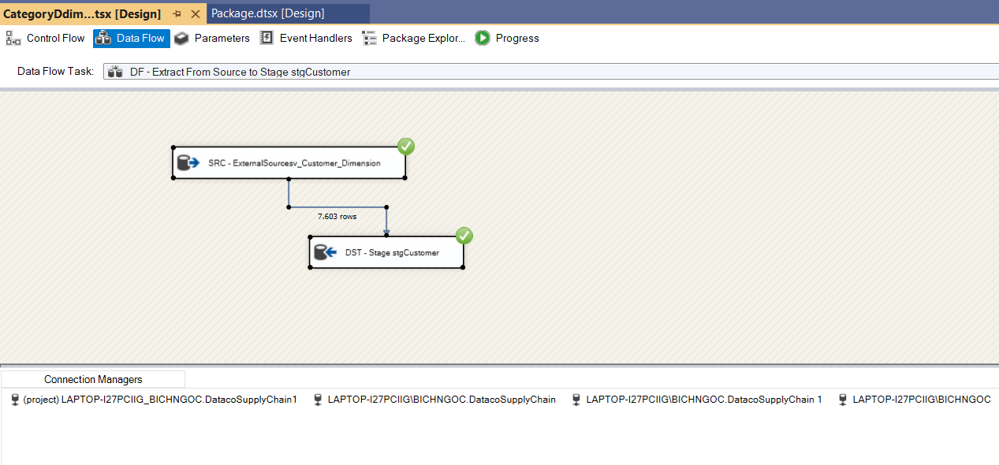 CategoryDdim...tsx [Design]
Package.dtsx [Design]
Control Flow
Data Flow
Parameters
Event Handlers
Package Explor...
Progress
Data Flow Task:
DF - Extract From Source to Stage stgCustomer
SRC - ExternalSourcesv_Customer_Dimension
7.603 rows
DST - Stage stgCustomer
Connection Managers
(project) LAPTOP-I27PCIIG_BICHNGOC.DatacoSupplyChain1
LAPTOP-I27PCIIG\BICHNGOC.DatacoSupplyChain
LAPTOP-I27PCIIG\BICHNGOC.DatacoSupplyChain 1
LAPTOP-I27PCIIG\BICHNGOC